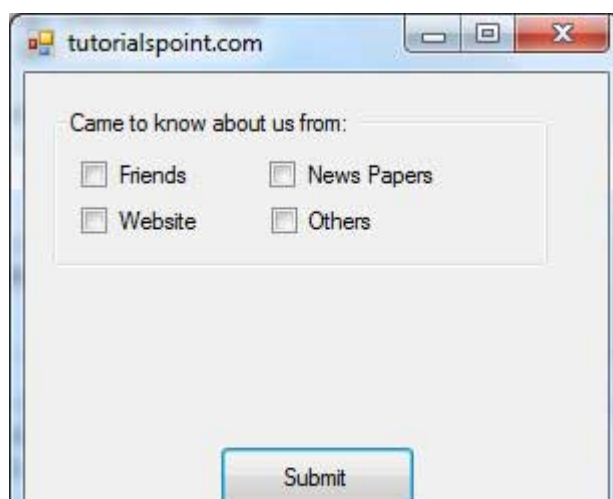 tutorialspoint.com
Came to know about us from:
Friends
News Papers
Website
Others
Submit